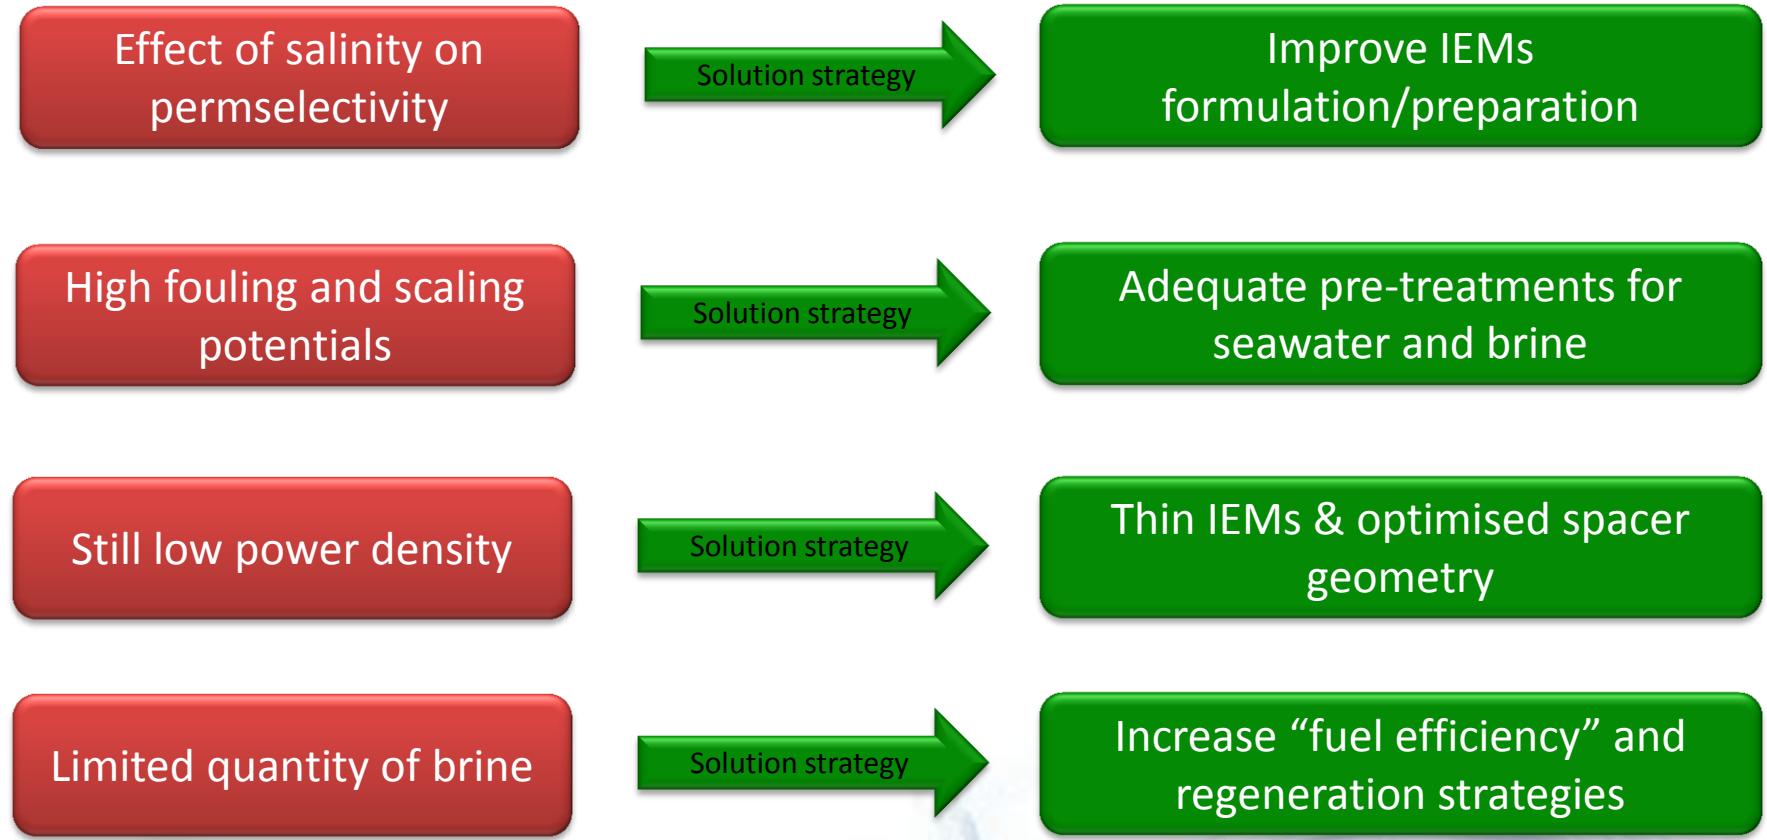 Effect of salinity on
permselectivity
Solution strategy
Improve IEMs
formulation/preparation
High fouling and scaling
potentials
Solution strategy
Adequate pre-treatments for
seawater and brine
Still low power density
Solution strategy
Thin IEMs & optimised spacer
geometry
Limited quantity of brine
Solution strategy
Increase “fuel efficiency” and
regeneration strategies